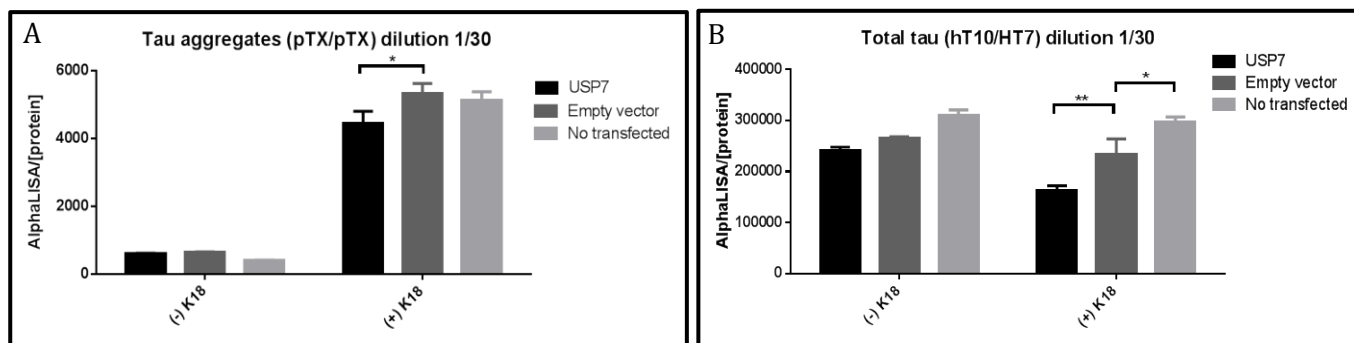 A
Tau aggregates (pTX/pTX) dilution 1/30
AlphaLISA/[protein]
6000
4000
2000
0
*
USP7
Empty vector
No transfected
(-) K18
(+) K18
B
Total tau (hT10/HT7) dilution 1/30
AlphaLISA/[protein]
400000
300000
200000
100000
0
**
*
USP7
Empty vector
No transfected
(-) K18
(+) K18